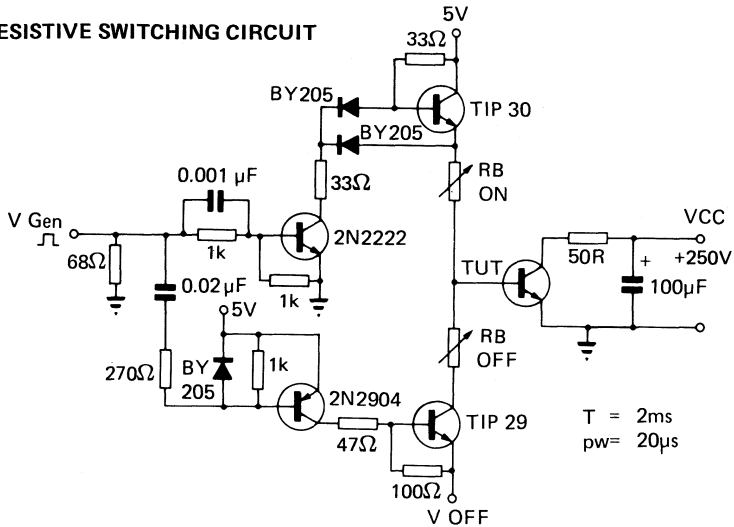 ESISTIVE SWITCHING CIRCUIT
5V
33Ω
BY205
TIP 30
BY205
0.001 µF
33Ω
RB
ON
V Gen
2N2222
VCC
1k
50R
+
+250V
68Ω
TUT
100µF
0.02µF
1k
5V
RB
OFF
270Ω
BY
205
1k
2N2904
TIP 29
T = 2ms
47Ω
pw= 20µs
100Ω
V OFF